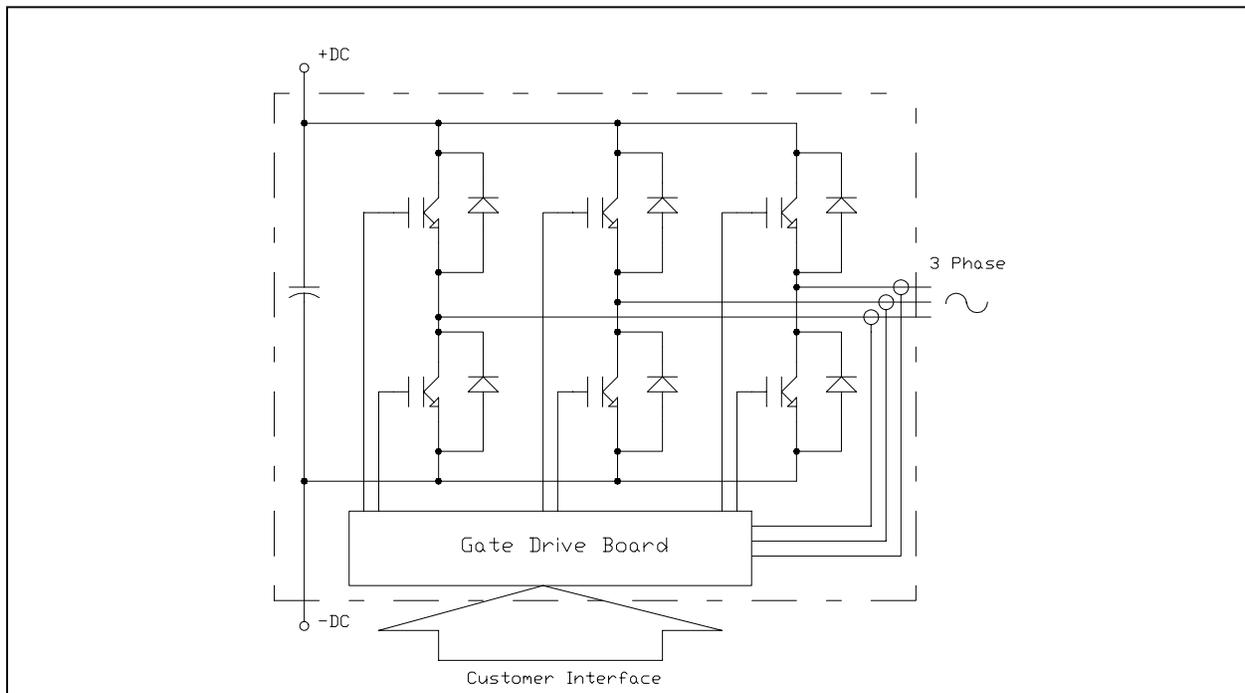 +DC
3 Phase
Gate Drive Board
-DC
Customer Interface